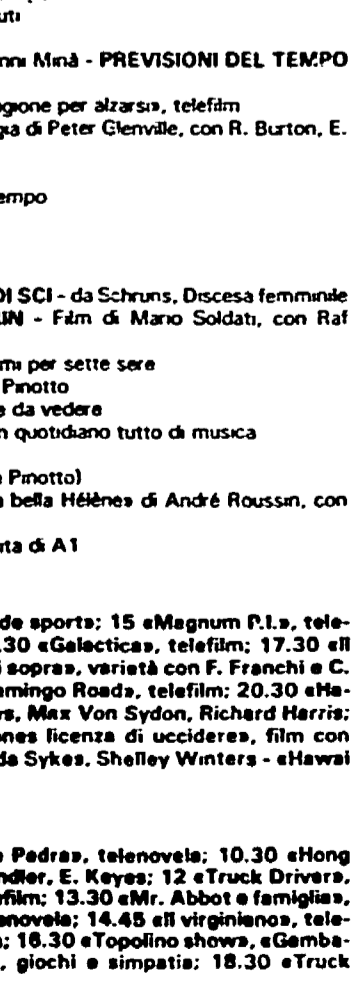 uti
nni Minà - PREVISIONI DEL TEMPO
gione per alzarsi», telefilm
gia di Peter Glenville, con R. Burton, E.
empo
DI SCI - da Schruns, Discesa femminile
UIN - Film di Mario Soldati, con Raf
mi per sette sere
Pinotto
e da vedere
n quotidiano tutto di musica
e Pinotto)
a bella Hélène» di André Roussin, con
rta di A1
de sport»; 15 «Magnum P.I.», tele-
.30 «Galactica», telefilm; 17.30 «Il
i sopra», varietà con F. Franchi e C.
amingo Road», telefilm; 20.30 «Ha-
rs, Max Von Sydon, Richard Harris;
ones licenza di uccidere», film con
da Sykes, Shelley Winters - «Hawai
e Pedra», telenovela; 10.30 «Hong
ndler, E. Keyes; 12 «Truck Driver»,
film; 13.30 «Mr. Abbot e famiglia»,
enovela; 14.45 «Il virginiano», tele-
; 16.30 «Topolino show», «Gamba-
, giochi e simpatia; 18.30 «Truck